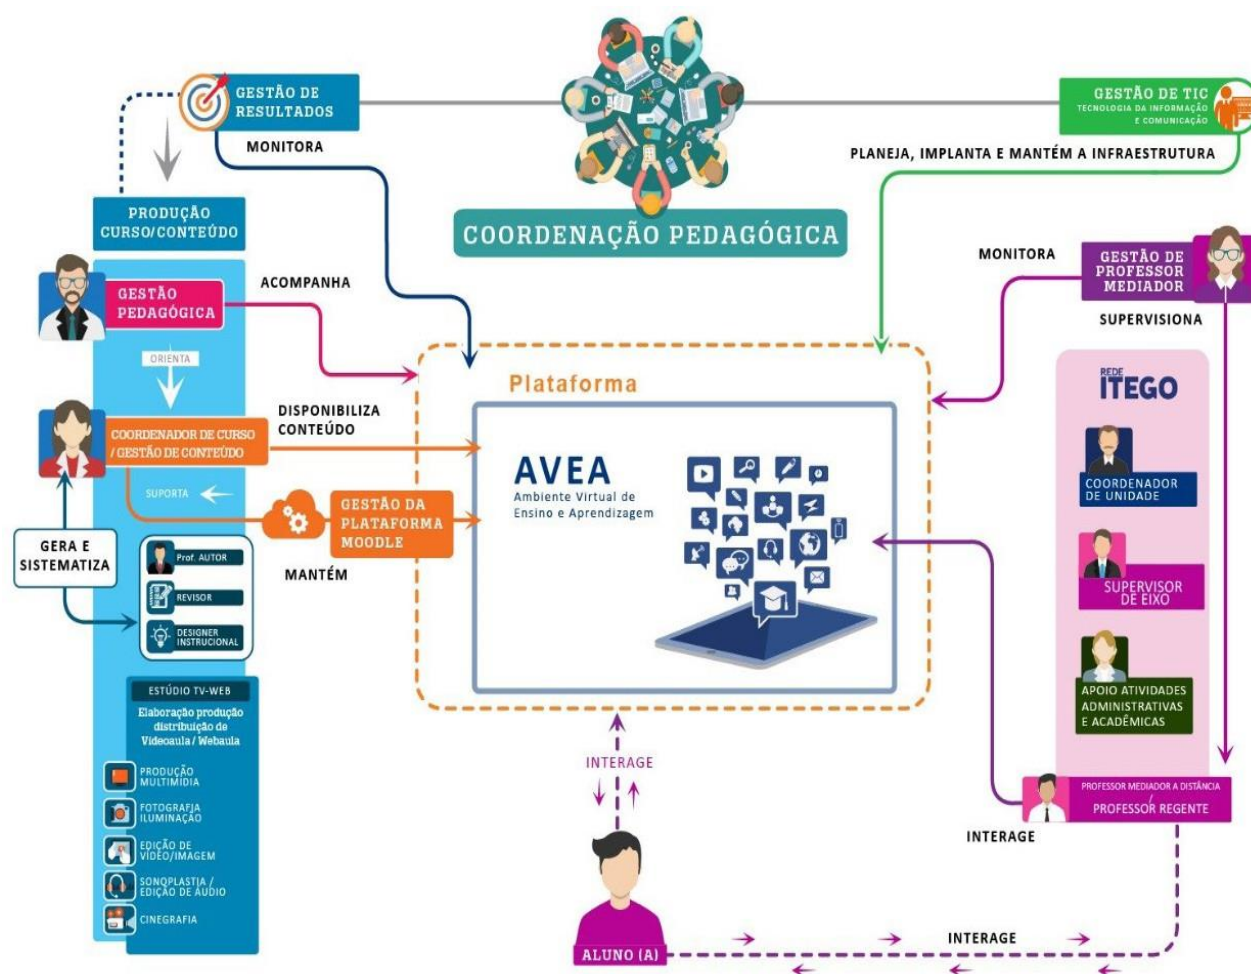 GESTÃO DE
RESULTADOS
MONITORA
GESTÃO DE TIC
TECNOLOGIA DA INFORMAÇÃO
E COMUNICAÇÃO
PLANEJA, IMPLANTA E MANTÉM A INFRAESTRUTURA
COORDENAÇÃO PEDAGÓGICA
PRODUÇÃO
CURSO/CONTEÚDO
GESTÃO
PEDAGÓGICA
ACOMPANHA
ORIENTA
COORDENADOR DE CURSO
/ GESTÃO DE CONTEÚDO
DISPONIBILIZA
CONTEÚDO
SUPORTA
GESTÃO DA
PLATAFORMA
MOODLE
MANTÉM
GERA E
SISTEMATIZA
Prof. AUTOR
REVISOR
DESIGNER
INSTRUCIONAL
ESTÚDIO TV-WEB
Elaboração produção
distribuição de
Vídeoaula / Webaula
PRODUÇÃO
MULTIMÍDIA
FOTOGRAFIA
ILUMINAÇÃO
EDIÇÃO DE
VÍDEO/IMAGEM
SONOPLASTIA /
EDIÇÃO DE ÁUDIO
CINEGRAFIA
Plataforma
AVEA
Ambiente Virtual de
Ensino e Aprendizagem
MONITORA
GESTÃO DE
PROFESSOR
MEDIADOR
SUPERVISIONA
REDE
ITEGO
COORDENADOR
DE UNIDADE
SUPERVISOR
DE EIXO
APOIO ATIVIDADES
ADMINISTRATIVAS
E ACADÊMICAS
PROFESSOR MEDIADOR A DISTÂNCIA
/
PROFESSOR REGENTE
INTERAGE
INTERAGE
ALUNO (A)
INTERAGE